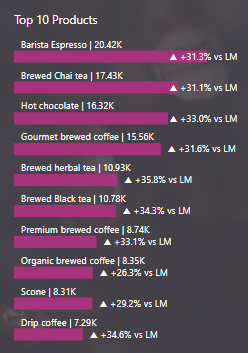 Top 10 Products
Barista Espresso | 20.42K
▲ +31.3% vs LM
Brewed Chai tea | 17.43K
▲ +31.1% vs LM
Hot chocolate | 16.32K
▲ +33.0% vs LM
Gourmet brewed coffee | 15.56K
▲ +31.6% vs LM
Brewed herbal tea | 10.93K
▲ +35.8% vs LM
Brewed Black tea | 10.78K
▲ +34.3% vs LM
Premium brewed coffee | 8.74K
▲ +33.1% vs LM
Organic brewed coffee | 8.35K
▲ +26.3% vs LM
Scone | 8.31K
▲ +29.2% vs LM
Drip coffee | 7.29K
▲ +34.6% vs LM